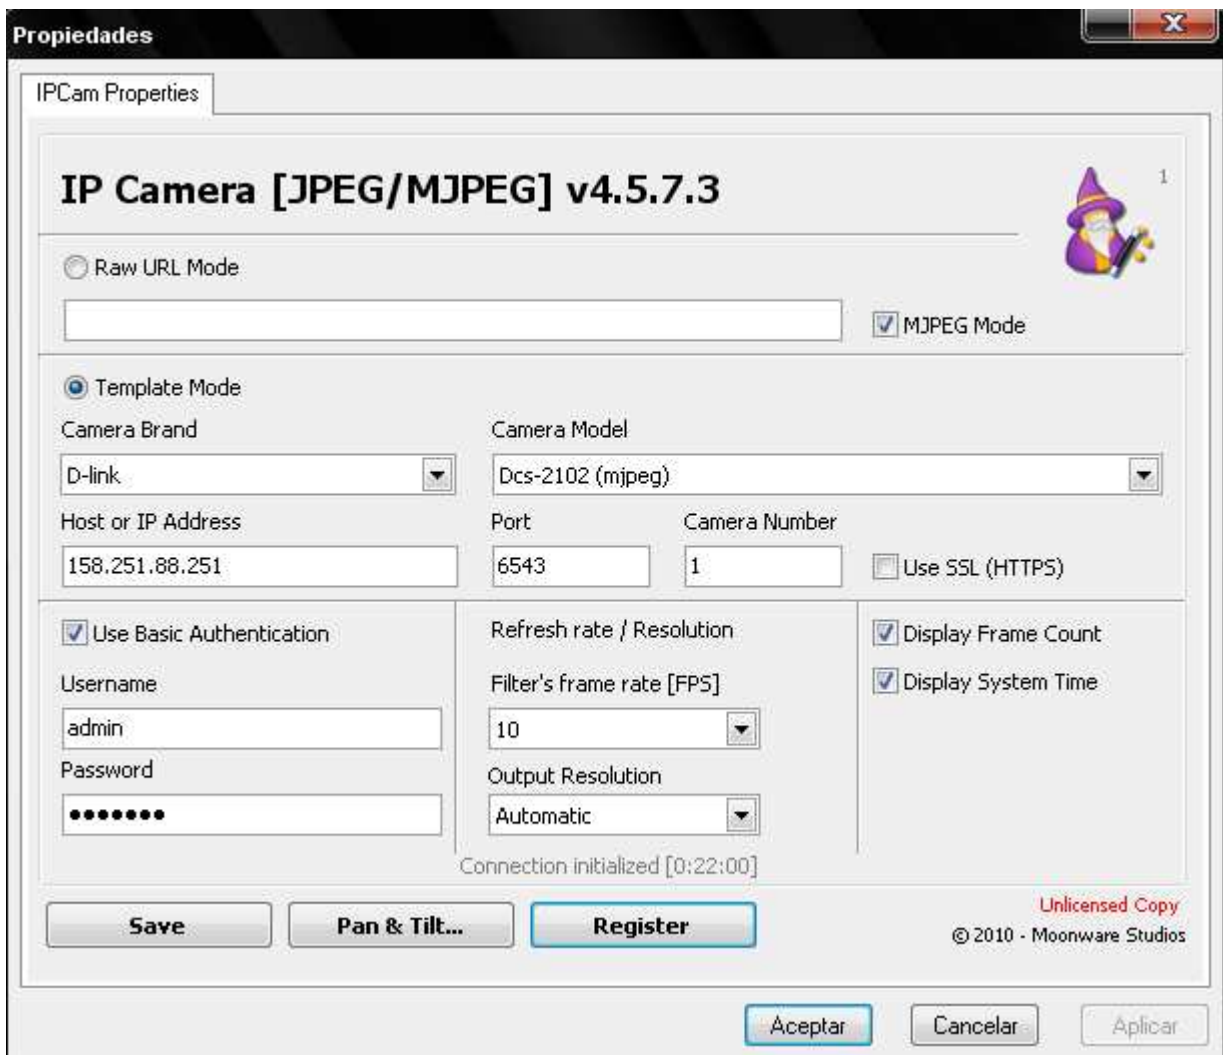 Propiedades
IPCam Properties
IP Camera [JPEG/MJPEG] v4.5.7.3
1
Raw URL Mode
MJPEG Mode
Template Mode
Camera Brand Camera Model
D-link Dcs-2102 (mjpeg)
Host or IP Address Port Camera Number
158.251.88.251 6543 1 Use SSL (HTTPS)
Use Basic Authentication Refresh rate / Resolution Display Frame Count
Username Filter's frame rate [FPS] Display System Time
admin 10
Password Output Resolution
••••••• Automatic
Connection initialized [0:22:00]
Unlicensed Copy
Save Pan & Tilt... Register © 2010 - Moonware Studios
Aceptar Cancelar Aplicar